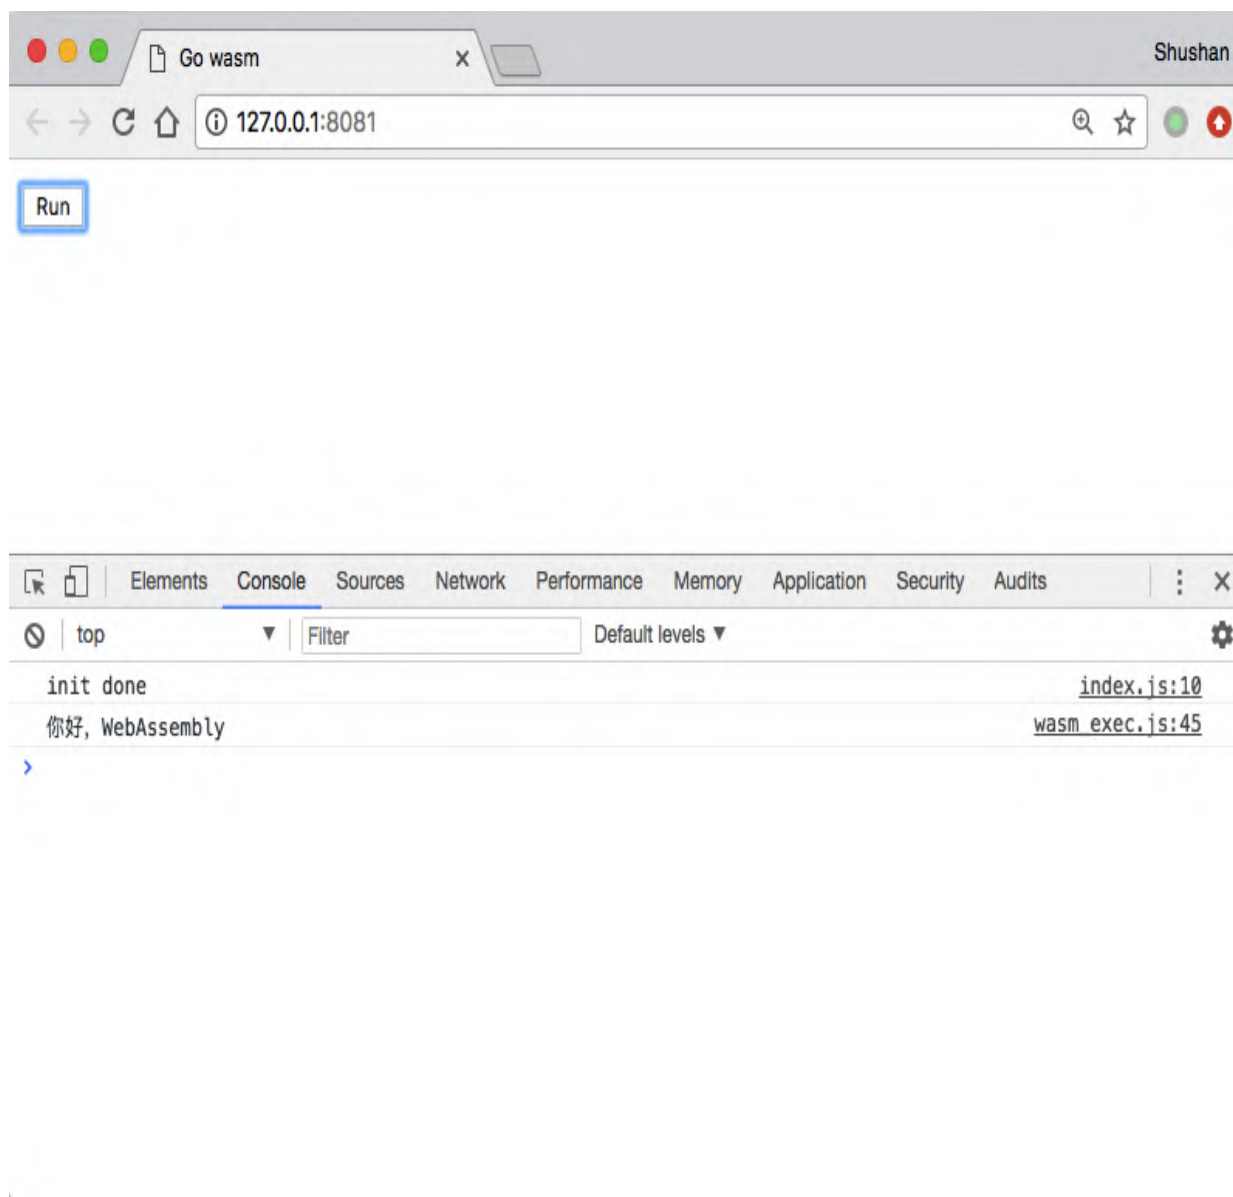 Go wasm
Shushan
127.0.0.1:8081
Run
Elements Console Sources Network Performance Memory Application Security Audits
top Filter Default levels
init done index.js:10
你好, WebAssembly wasm_exec.js:45